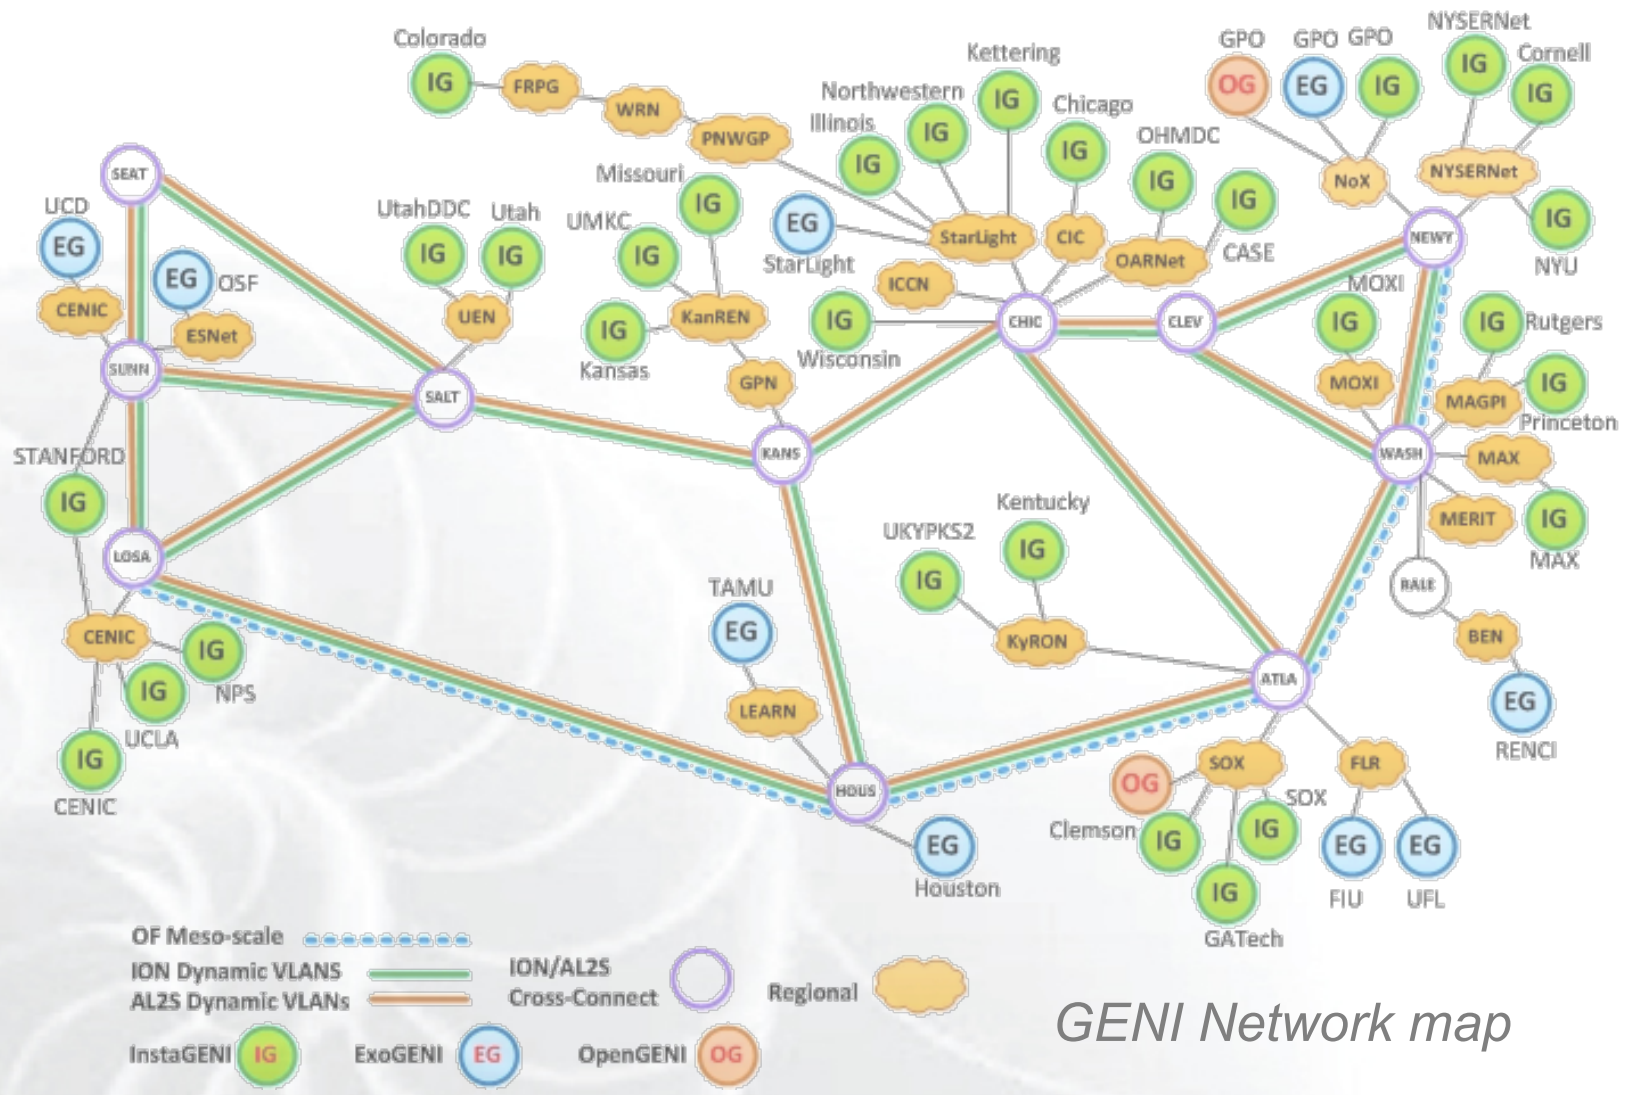 Colorado
IG
FRPG
WRN
PNWGP
Kettering
IG
Northwestern
IG
Illinois
IG
Chicago
IG
OHMDC
IG
GPO
OG
GPO
EG
GPO
IG
NYSERNet
IG
Cornell
IG
NoX
NYSERNet
SEAT
UCD
EG
EG
OSF
CENIC
ESNet
SUNN
UtahDDC
IG
Utah
IG
UEN
SALT
Missouri
IG
UMKC
IG
KanREN
IG
Kansas
GPN
KANS
EG
StarLight
StarLight
CIC
OARNet
IG
CASE
ICCN
IG
Wisconsin
CHIC
CLEV
NEWY
IG
NYU
MOXI
IG
MOXI
IG
Rutgers
IG
Princeton
MAGPI
WASH
MAX
IG
MAX
MERIT
RALE
BEN
EG
RENCI
STANFORD
IG
LOSA
CENIC
IG
NPS
IG
UCLA
IG
CENIC
TAMU
EG
LEARN
HOUS
EG
Houston
UKYPKS2
IG
Kentucky
IG
KyRON
ATLA
SOX
FLR
OG
Clemson
IG
IG
SOX
IG
GATech
EG
FIU
EG
UFL
OF Meso-scale
ION Dynamic VLANS
AL2S Dynamic VLANs
ION/AL2S
Cross-Connect
Regional
InstaGENI IG
ExoGENI EG
OpenGENI OG
GENI Network map